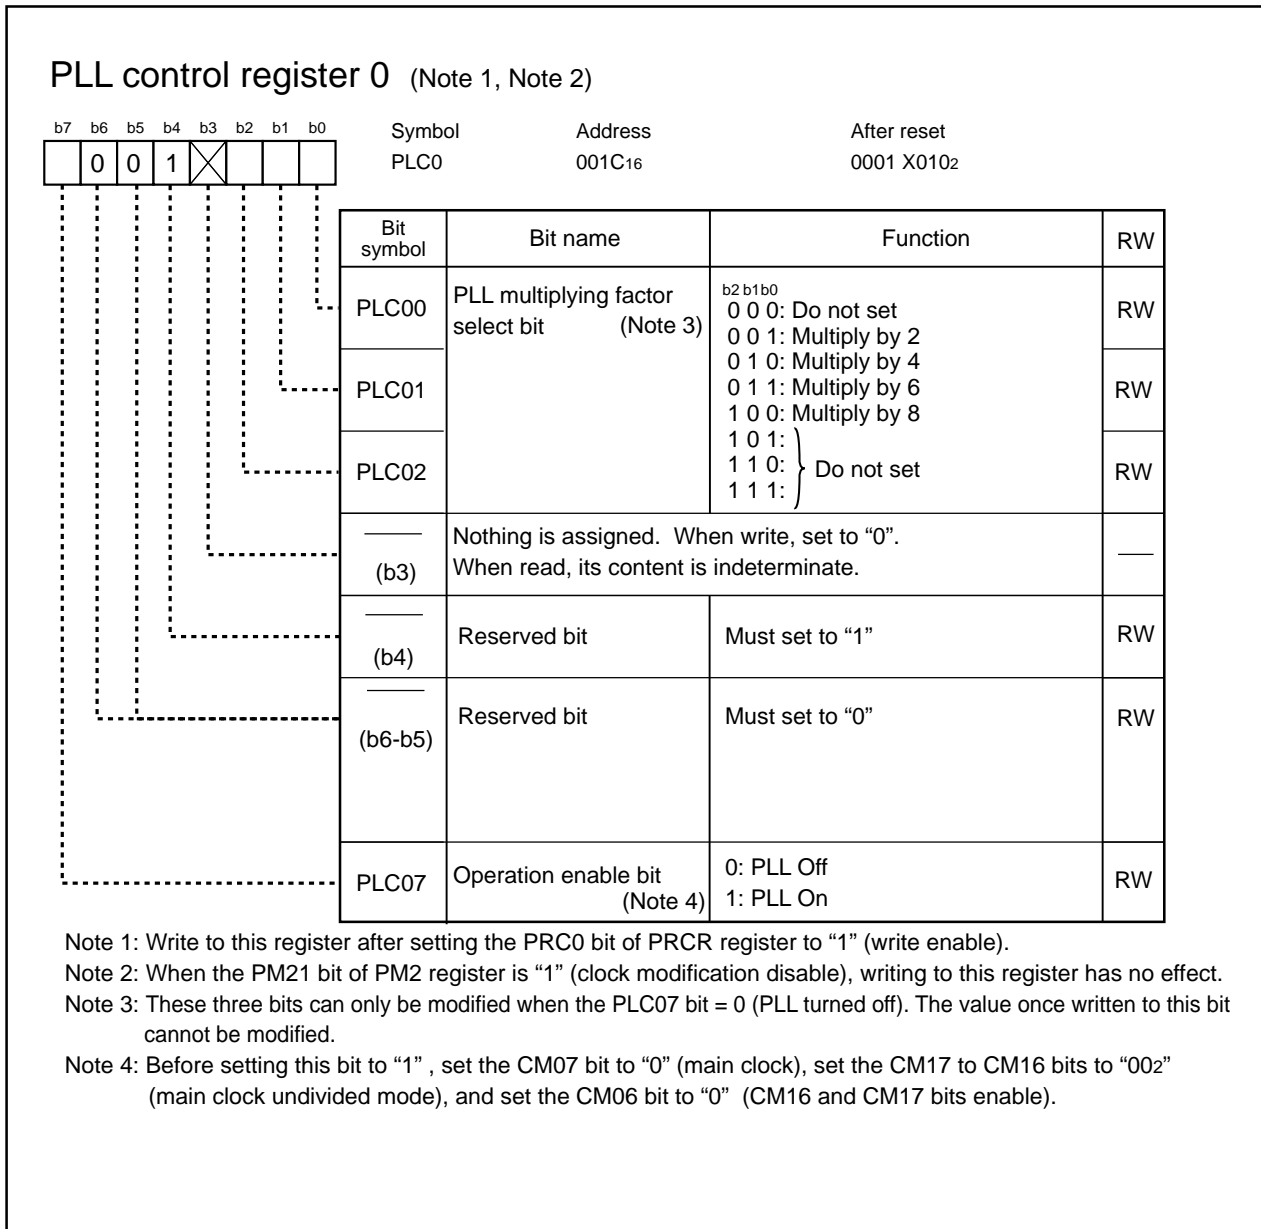 PLL control register 0 (Note 1, Note 2)
b7 b6 b5 b4 b3 b2 b1 b0 Symbol Address After reset
0 0 1 PLC0 001C16 0001 X0102
Bit symbol Bit name Function RW
PLC00 PLL multiplying factor select bit (Note 3) RW
b2 b1 b0
0 0 0: Do not set
0 0 1: Multiply by 2
0 1 0: Multiply by 4
0 1 1: Multiply by 6
1 0 0: Multiply by 8
1 0 1:
1 1 0: Do not set
1 1 1:
PLC01 RW
PLC02 RW
(b3) Nothing is assigned. When write, set to “0”.
When read, its content is indeterminate.
(b4) Reserved bit Must set to “1” RW
(b6-b5) Reserved bit Must set to “0” RW
PLC07 Operation enable bit (Note 4) 0: PLL Off RW
1: PLL On
Note 1: Write to this register after setting the PRC0 bit of PRCR register to “1” (write enable).
Note 2: When the PM21 bit of PM2 register is “1” (clock modification disable), writing to this register has no effect.
Note 3: These three bits can only be modified when the PLC07 bit = 0 (PLL turned off). The value once written to this bit
cannot be modified.
Note 4: Before setting this bit to “1” , set the CM07 bit to “0” (main clock), set the CM17 to CM16 bits to “002”
(main clock undivided mode), and set the CM06 bit to “0” (CM16 and CM17 bits enable).